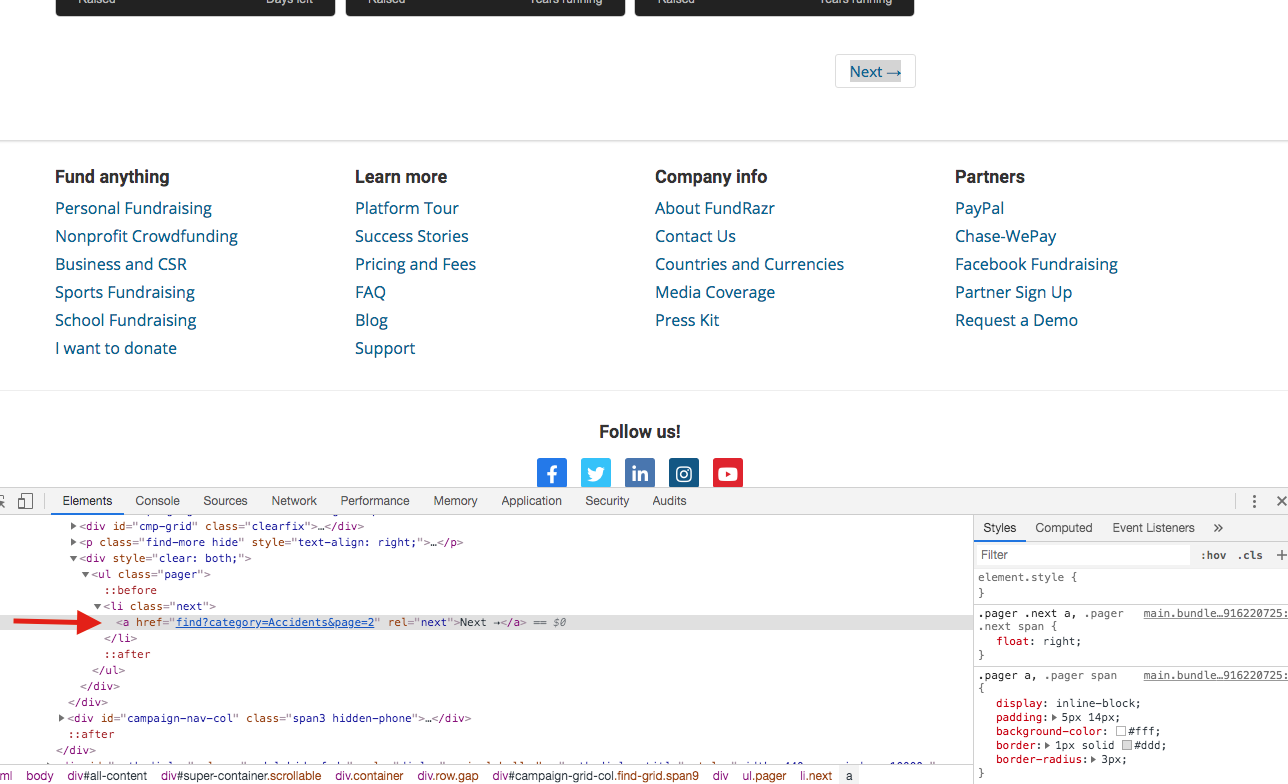 Raised Days left Raised Years running Raised Years running
Next →
Fund anything
Personal Fundraising
Nonprofit Crowdfunding
Business and CSR
Sports Fundraising
School Fundraising
I want to donate
Learn more
Platform Tour
Success Stories
Pricing and Fees
FAQ
Blog
Support
Company info
About FundRazr
Contact Us
Countries and Currencies
Media Coverage
Press Kit
Partners
PayPal
Chase-WePay
Facebook Fundraising
Partner Sign Up
Request a Demo
Follow us!
Elements Console Sources Network Performance Memory Application Security Audits
<div id="cmp-grid" class="clearfix">…</div>
<p class="find-more hide" style="text-align: right;">…</p>
<div style="clear: both;">
<ul class="pager">
::before
<li class="next">
<a href="find?category=Accidents&page=2" rel="next">Next →</a> == $0
</li>
::after
</ul>
</div>
</div>
<div id="campaign-nav-col" class="span3 hidden-phone">…</div>
::after
</div>
ml body div#all-content div#super-container.scrollable div.container div.row.gap div#campaign-grid-col.find-grid.span9 div ul.pager li.next a
Styles Computed Event Listeners »
Filter :hov .cls +
element.style {
}
.pager .next a, .pager main.bundle…916220725:
.next span {
float: right;
}
.pager a, .pager span main.bundle…916220725:
{
display: inline-block;
padding: 5px 14px;
background-color: #fff;
border: 1px solid #ddd;
border-radius: 3px;
}